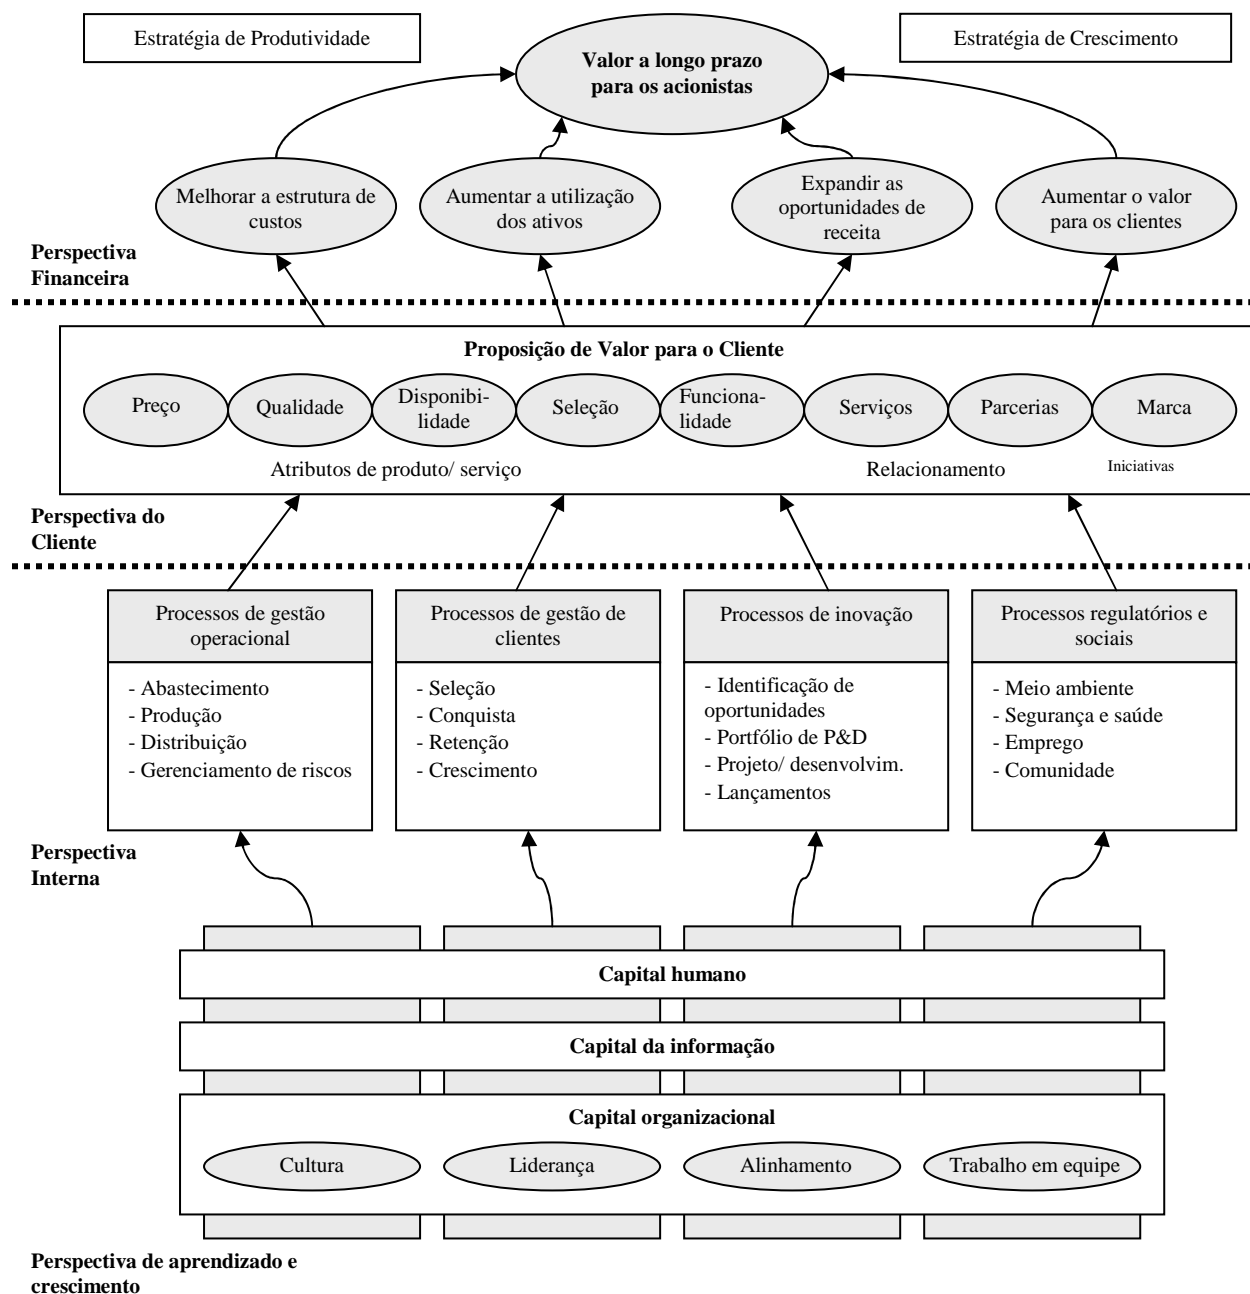 Estratégia de Produtividade
Valor a longo prazo
para os acionistas
Estratégia de Crescimento
Melhorar a estrutura de
custos
Aumentar a utilização
dos ativos
Expandir as
oportunidades de
receita
Aumentar o valor
para os clientes
Perspectiva
Financeira
Proposição de Valor para o Cliente
Preço
Qualidade
Disponibi-
lidade
Seleção
Funciona-
lidade
Serviços
Parcerias
Marca
Atributos de produto/ serviço
Relacionamento
Iniciativas
Perspectiva do
Cliente
Processos de gestão
operacional
- Abastecimento
- Produção
- Distribuição
- Gerenciamento de riscos
Processos de gestão de
clientes
- Seleção
- Conquista
- Retenção
- Crescimento
Processos de inovação
- Identificação de
oportunidades
- Portfólio de P&D
- Projeto/ desenvolvim.
- Lançamentos
Processos regulatórios e
sociais
- Meio ambiente
- Segurança e saúde
- Emprego
- Comunidade
Perspectiva
Interna
Capital humano
Capital da informação
Capital organizacional
Cultura
Liderança
Alinhamento
Trabalho em equipe
Perspectiva de aprendizado e
crescimento